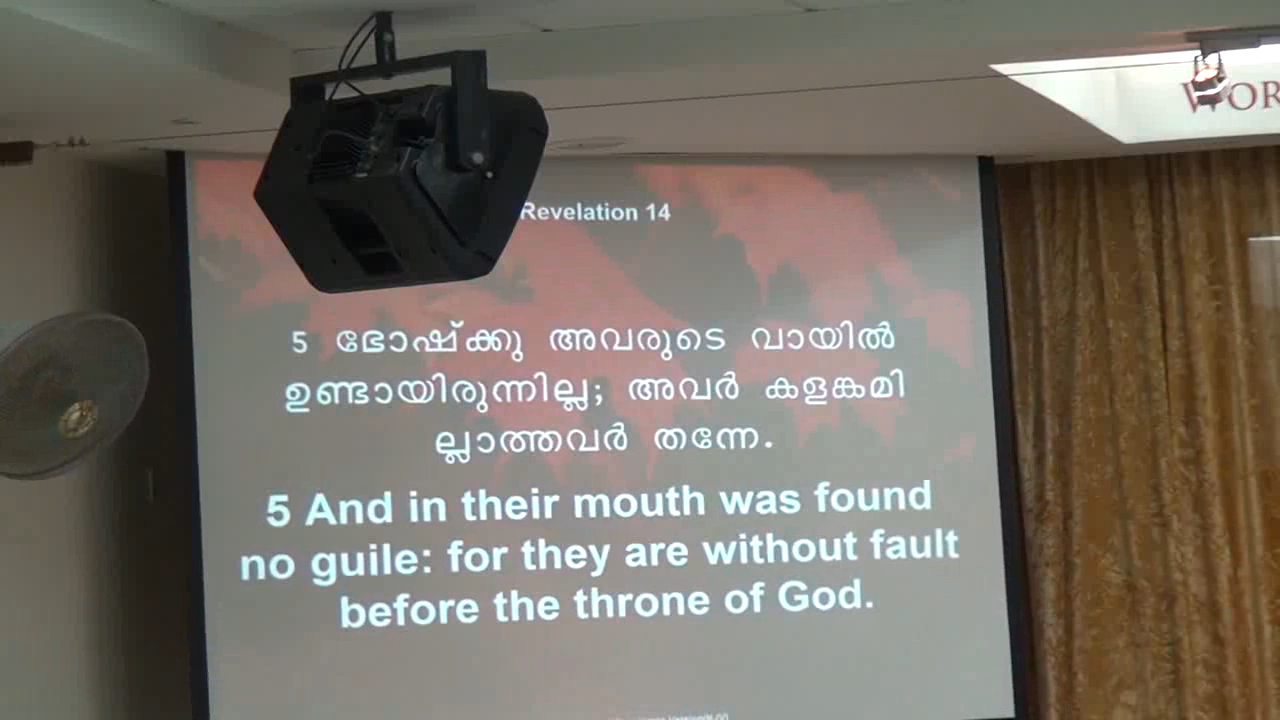 Revelation 14
5 ഭോഷ്ക്കു അവരുടെ വായിൽ
ഉണ്ടായിരുന്നില്ല; അവർ കളങ്കമി
ല്ലാത്തവർ തന്നേ.
5 And in their mouth was found
no guile: for they are without fault
before the throne of God.